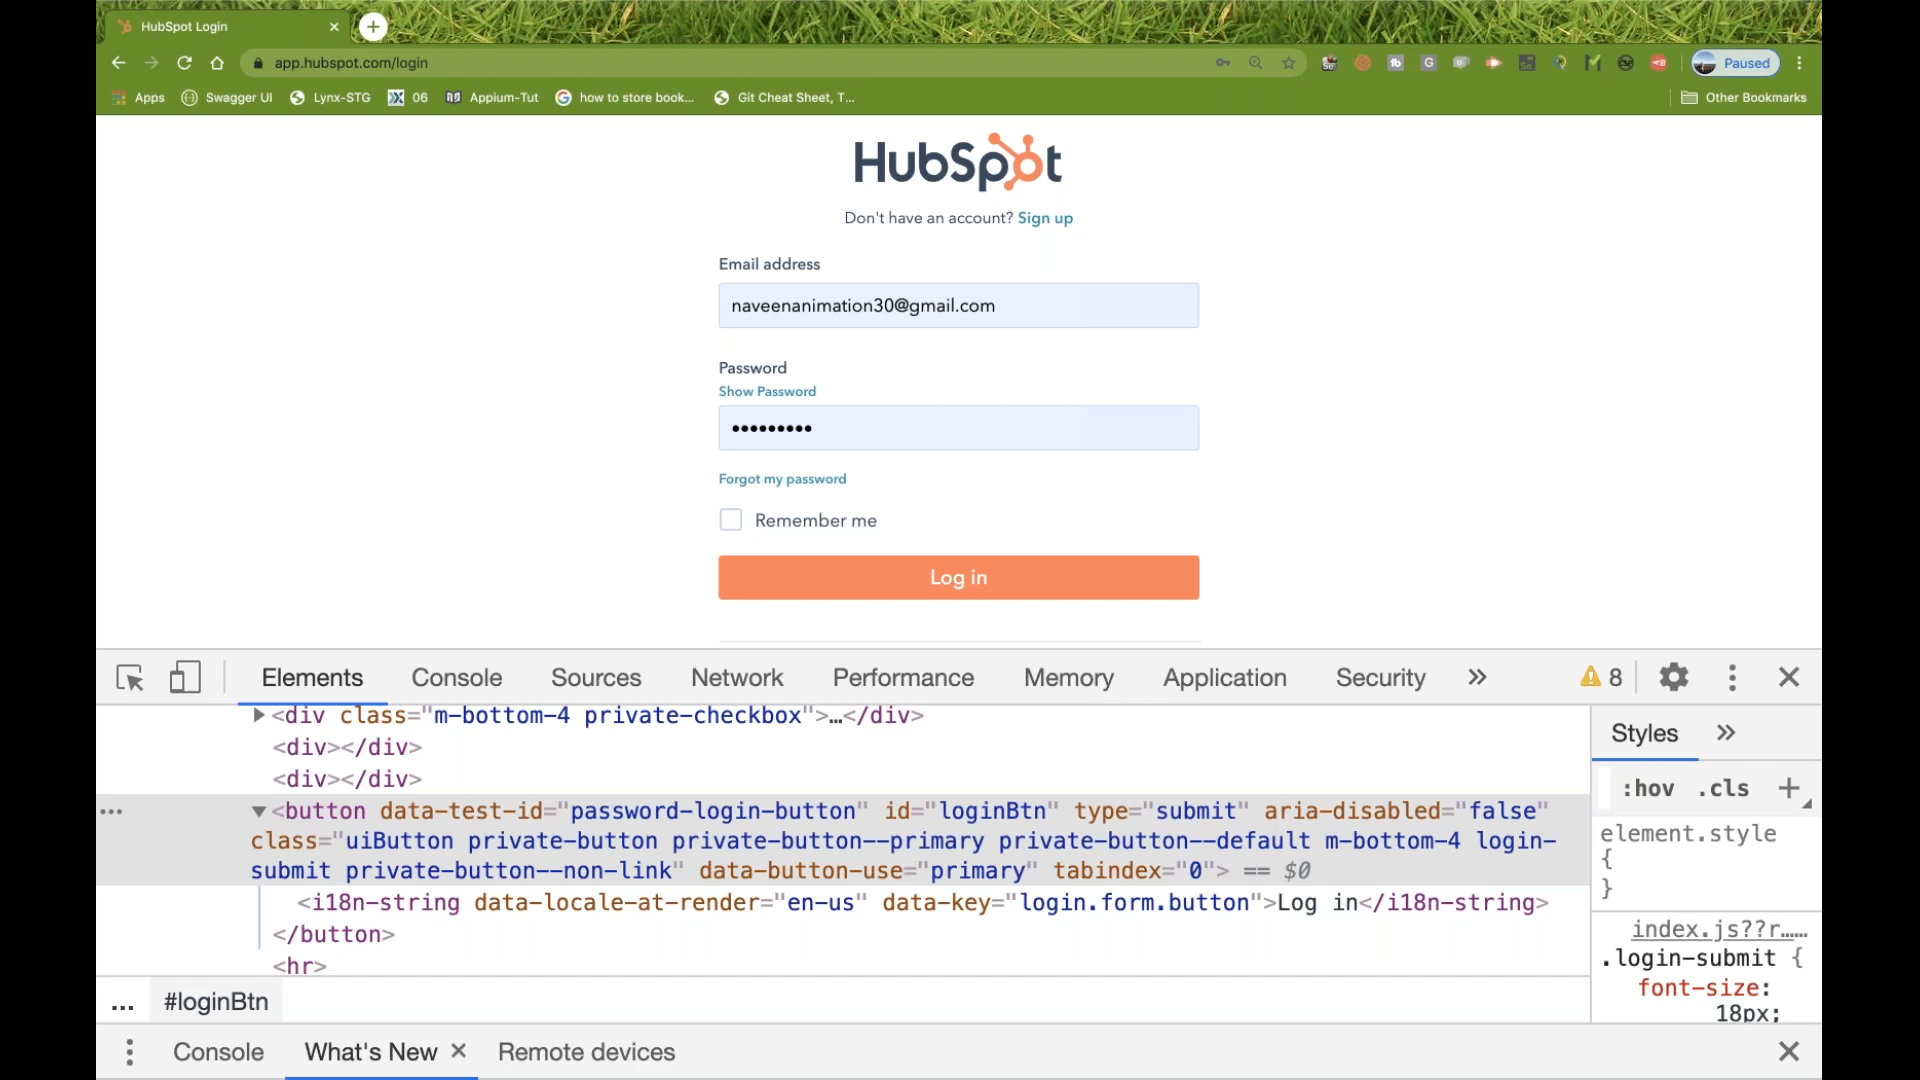 HubSpot Login
app.hubspot.com/login
Paused
Apps
Swagger UI
Lynx-STG
06
Appium-Tut
how to store book...
Git Cheat Sheet, T...
Other Bookmarks
HubSpot
Don't have an account? Sign up
Email address
naveenanimation30@gmail.com
Password
Show Password
•••••••••
Forgot my password
Remember me
Log in
Elements Console Sources Network Performance Memory Application Security » 8
<div class="m-bottom-4 private-checkbox">…</div>
<div></div>
<div></div>
<button data-test-id="password-login-button" id="loginBtn" type="submit" aria-disabled="false"
class="uiButton private-button private-button--primary private-button--default m-bottom-4 login-
submit private-button--non-link" data-button-use="primary" tabindex="0"> == $0
<i18n-string data-locale-at-render="en-us" data-key="login.form.button">Log in</i18n-string>
</button>
<hr>
... #loginBtn
Styles »
:hov .cls +
element.style
{
}
index.js??r……
.login-submit {
font-size:
18px;
Console What's New Remote devices